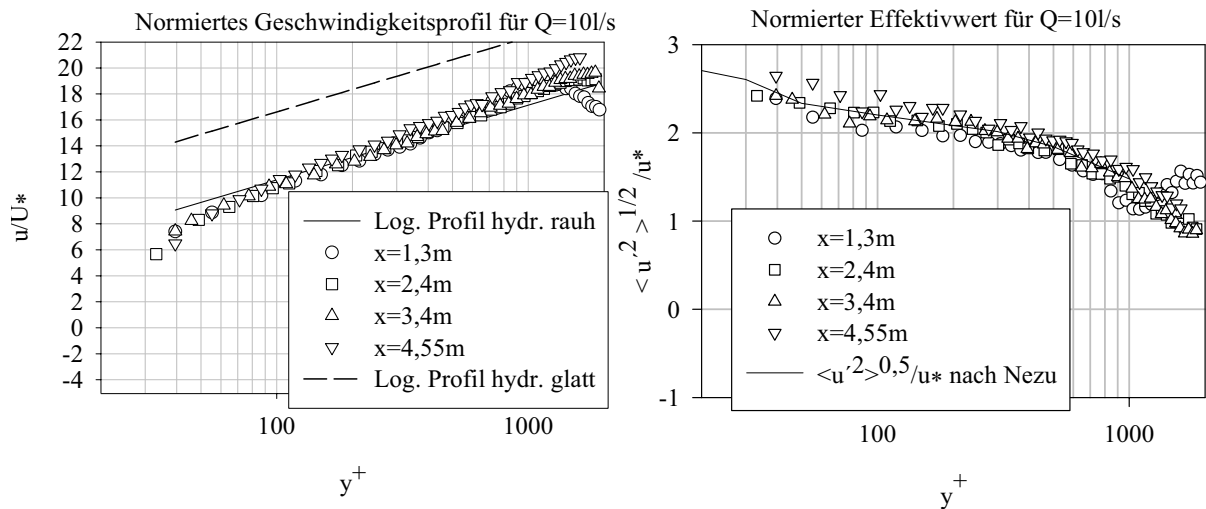 Normiertes Geschwindigkeitsprofil für Q=10l/s
22
20
18
16
14
12
10
8
6
4
2
0
-2
-4
u/U*
Log. Profil hydr. rauh
x=1,3m
x=2,4m
x=3,4m
x=4,55m
Log. Profil hydr. glatt
100
1000
y+
Normierter Effektivwert für Q=10l/s
3
2
1
0
-1
< u´2 > 1/2 /u*
x=1,3m
x=2,4m
x=3,4m
x=4,55m
<u´2>0,5/u* nach Nezu
100
1000
y+